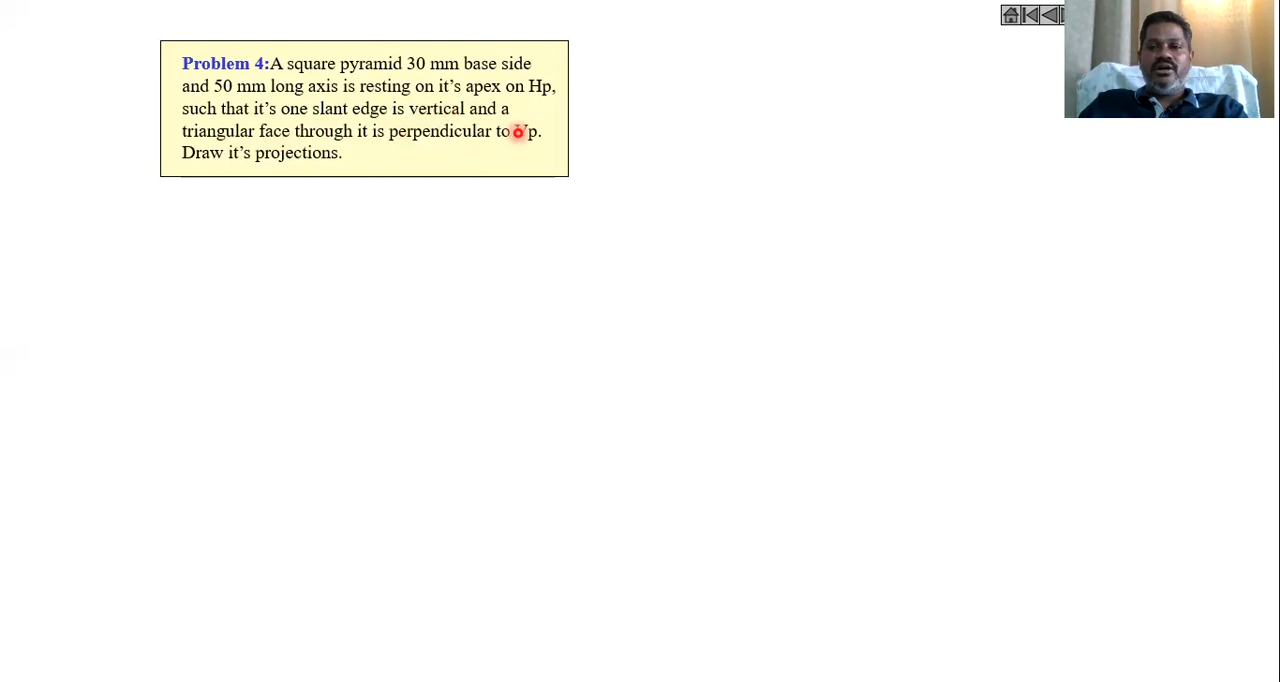 Problem 4:A square pyramid 30 mm base side
and 50 mm long axis is resting on it’s apex on Hp,
such that it’s one slant edge is vertical and a
triangular face through it is perpendicular to Vp.
Draw it’s projections.